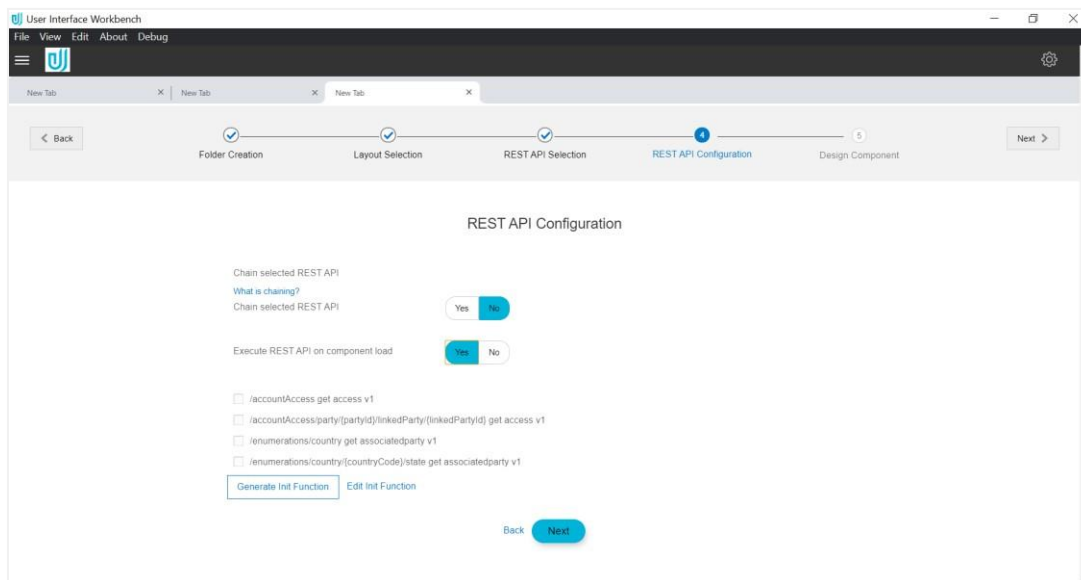 User Interface Workbench
File View Edit About Debug
New Tab New Tab New Tab
Back Next
4 5
Folder Creation Layout Selection REST API Selection REST API Configuration Design Component
REST API Configuration
Chain selected REST API
What is chaining?
Chain selected REST API Yes No
Execute REST API on component load Yes No
/accountAccess get access v1
/accountAccess/party/{partyId}/linkedParty/{linkedPartyId} get access v1
/enumerations/country get associatedparty v1
/enumerations/country/{countryCode}/state get associatedparty v1
Generate Init Function Edit Init Function
Back Next